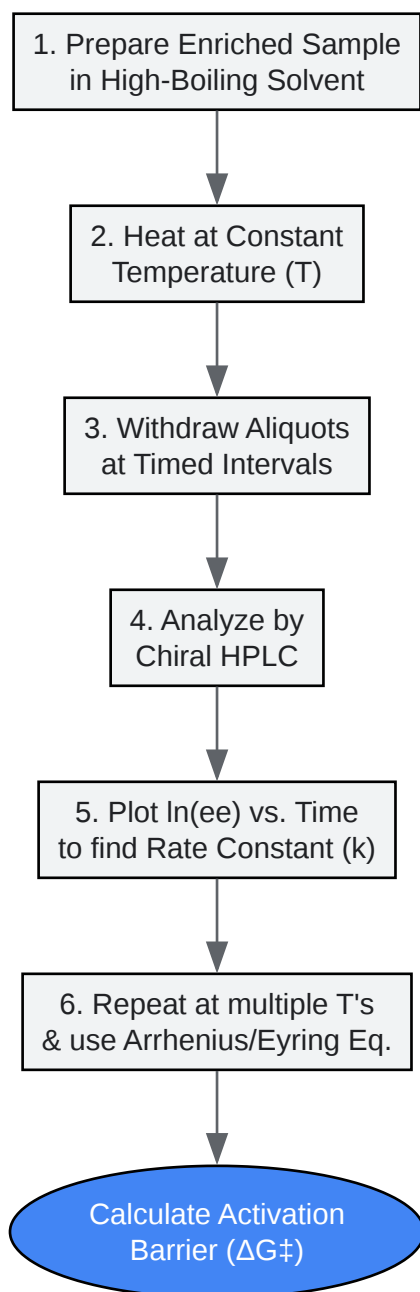 1. Prepare Enriched Sample
in High-Boiling Solvent
2. Heat at Constant
Temperature (T)
3. Withdraw Aliquots
at Timed Intervals
4. Analyze by
Chiral HPLC
5. Plot ln(ee) vs. Time
to find Rate Constant (k)
6. Repeat at multiple T's
& use Arrhenius/Eyring Eq.
Calculate Activation
Barrier (ΔG‡)